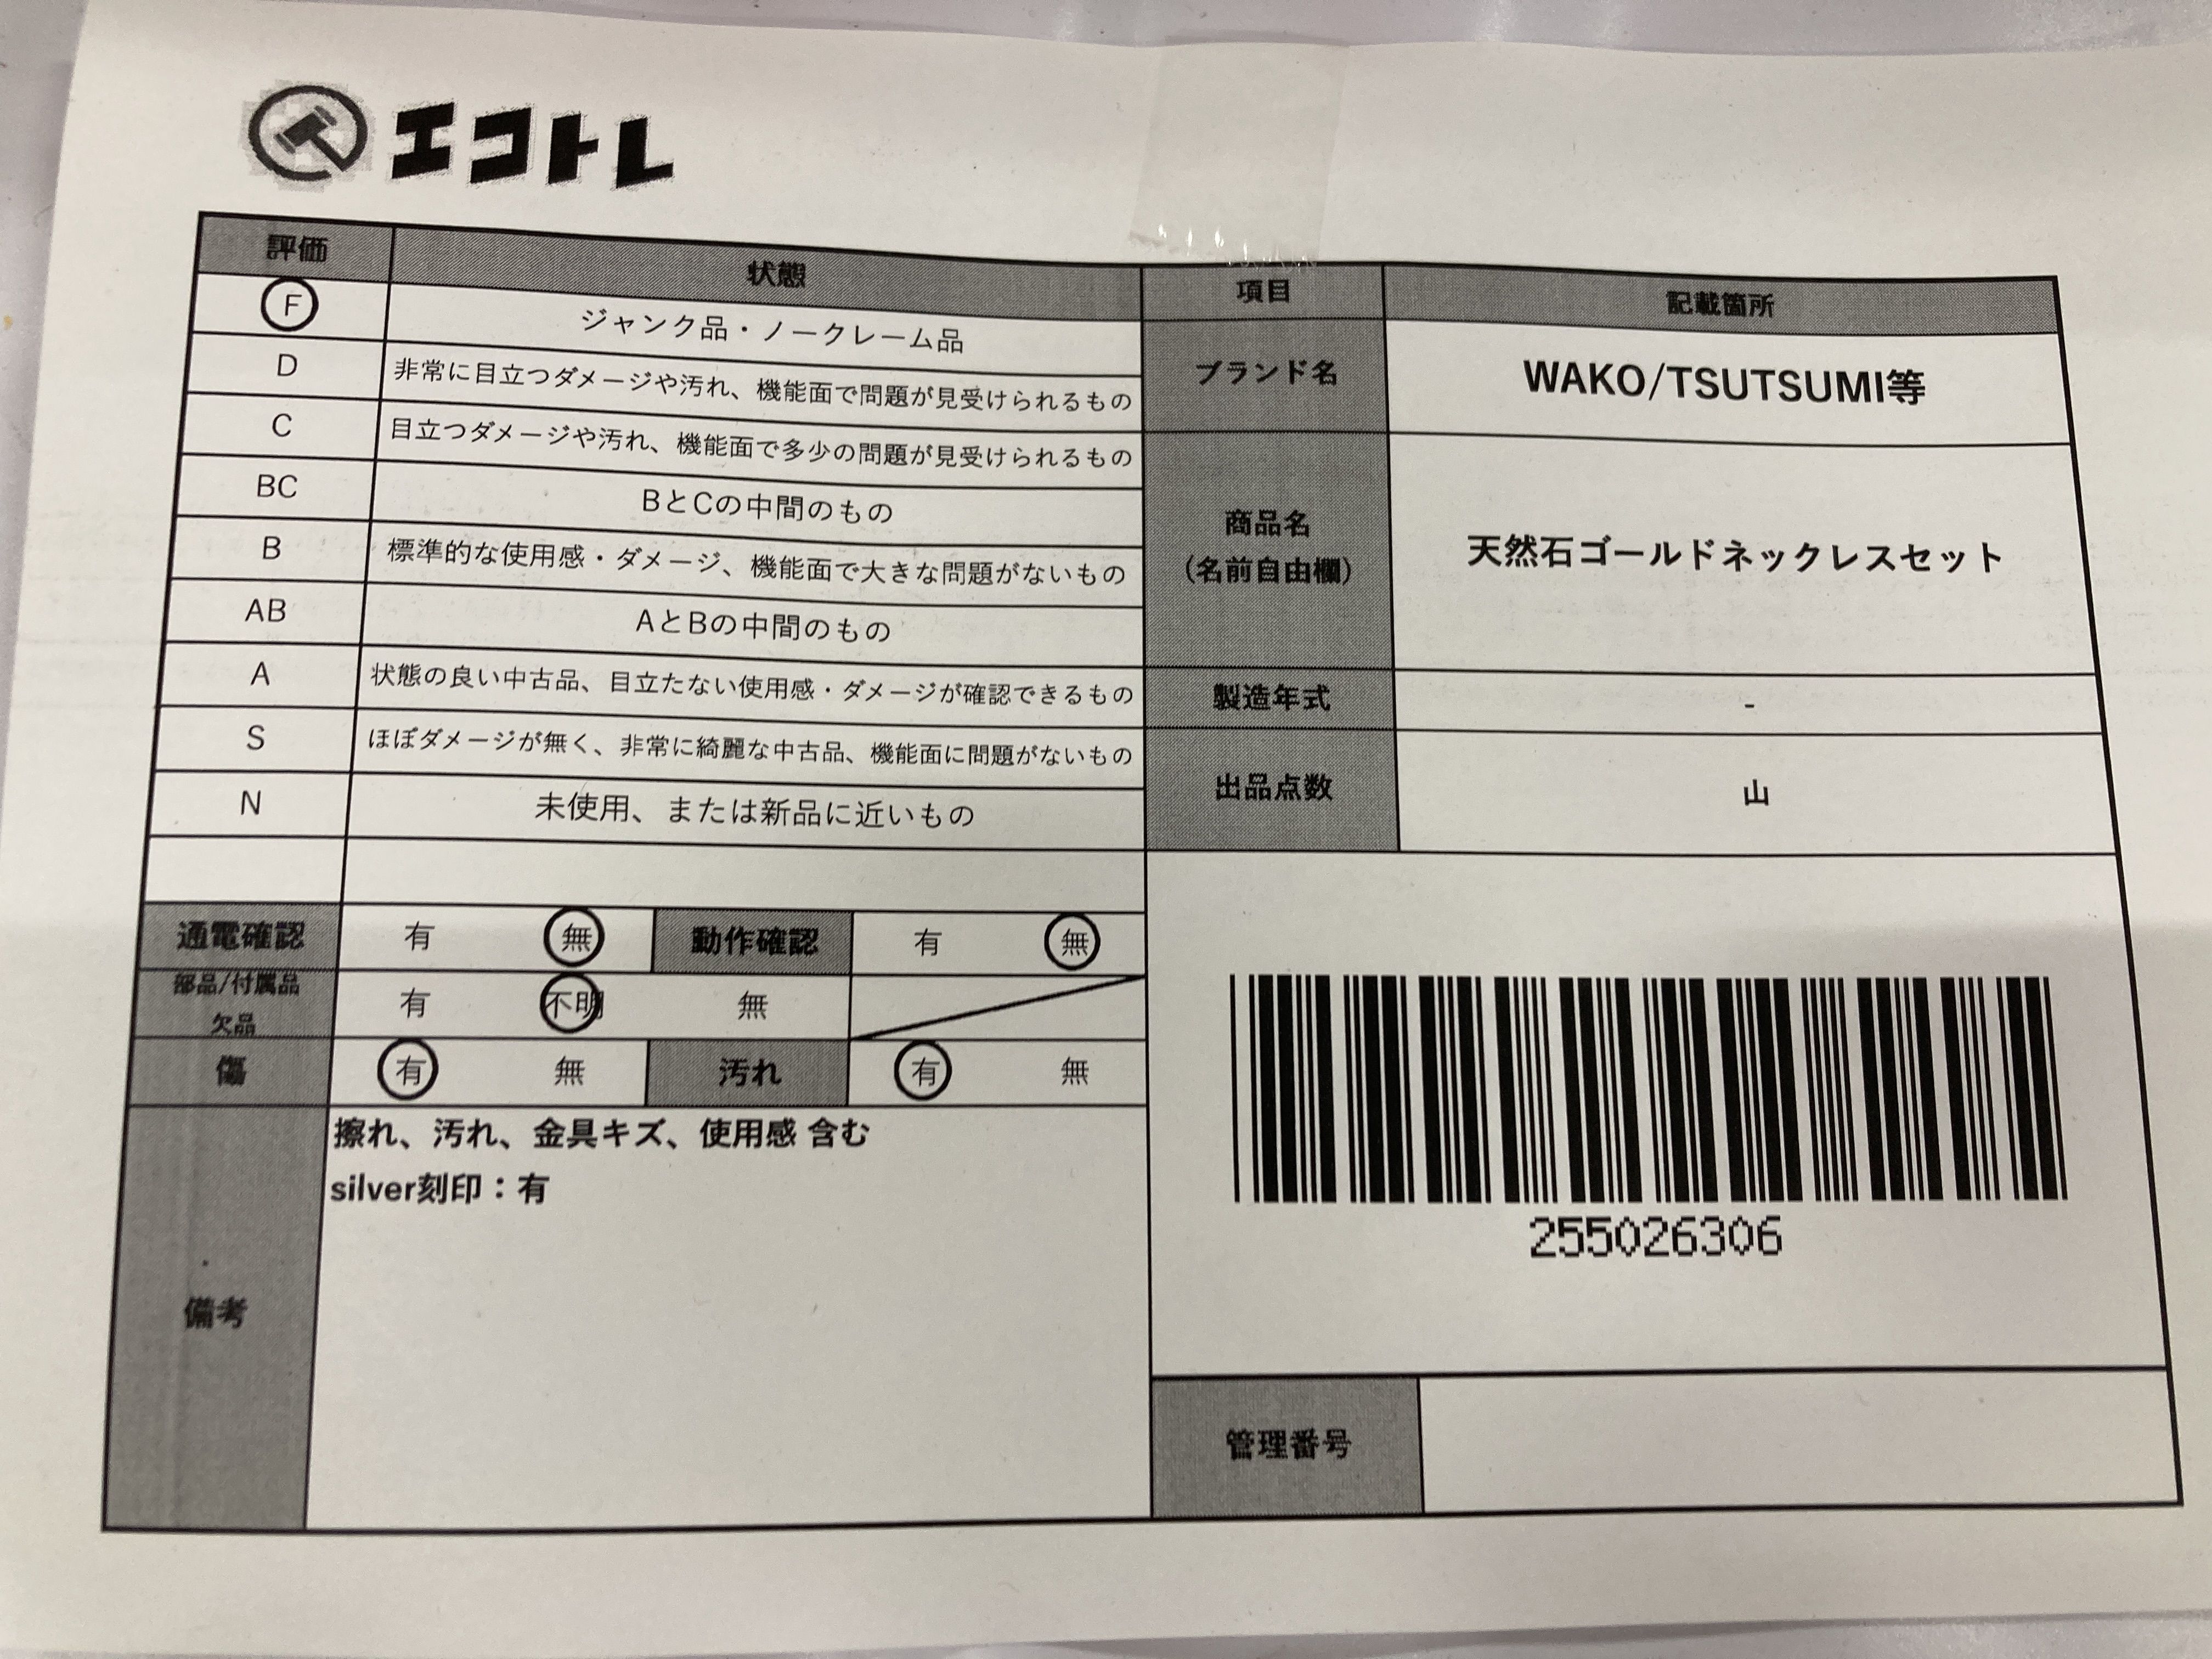 エコトレ
評価 状態
F ジャンク品・ノークレーム品
D 非常に目立つダメージや汚れ、機能面で問題が見受けられるもの
C 目立つダメージや汚れ、機能面で多少の問題が見受けられるもの
BC BとCの中間のもの
B 標準的な使用感・ダメージ、機能面で大きな問題がないもの
AB AとBの中間のもの
A 状態の良い中古品、目立たない使用感・ダメージが確認できるもの
S ほぼダメージが無く、非常に綺麗な中古品、機能面に問題がないもの
N 未使用、または新品に近いもの
通電確認 有 無 動作確認 有 無
部品/付属品
欠品 有 不明 無
傷 有 無 汚れ 有 無
備考
擦れ、汚れ、金具キズ、使用感 含む
silver刻印：有
項目 記載箇所
ブランド名 WAKO/TSUTSUMI等
商品名
（名前自由欄） 天然石ゴールドネックレスセット
製造年式 -
出品点数 山
255026306
管理番号